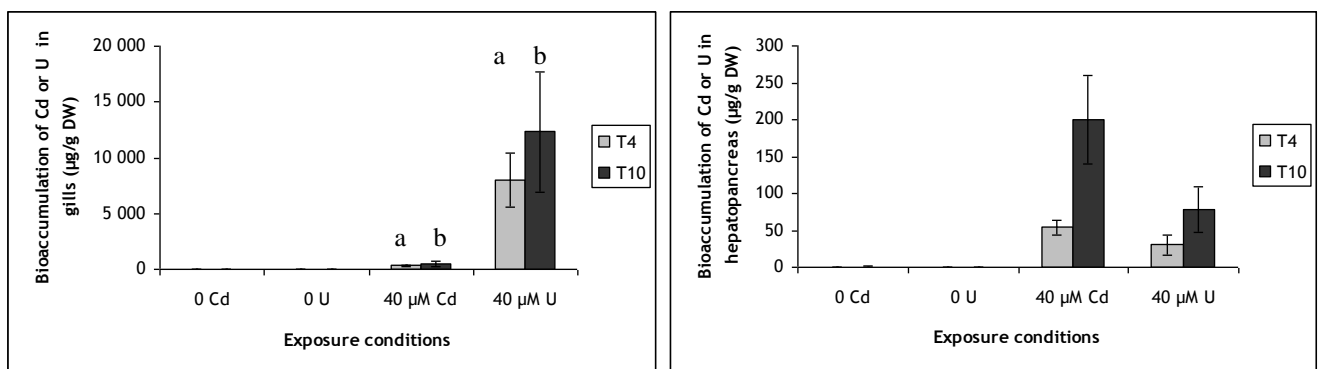 Bioaccumulation of Cd or U in
gills (µg/g DW)
20 000
15 000
10 000
5 000
0
a
b
a
b
0 Cd
0 U
40 µM Cd
40 µM U
Exposure conditions
T4
T10
Bioaccumulation of Cd or U in
hepatopancreas (µg/g DW)
300
250
200
150
100
50
0
0 Cd
0 U
40 µM Cd
40 µM U
Exposure conditions
T4
T10